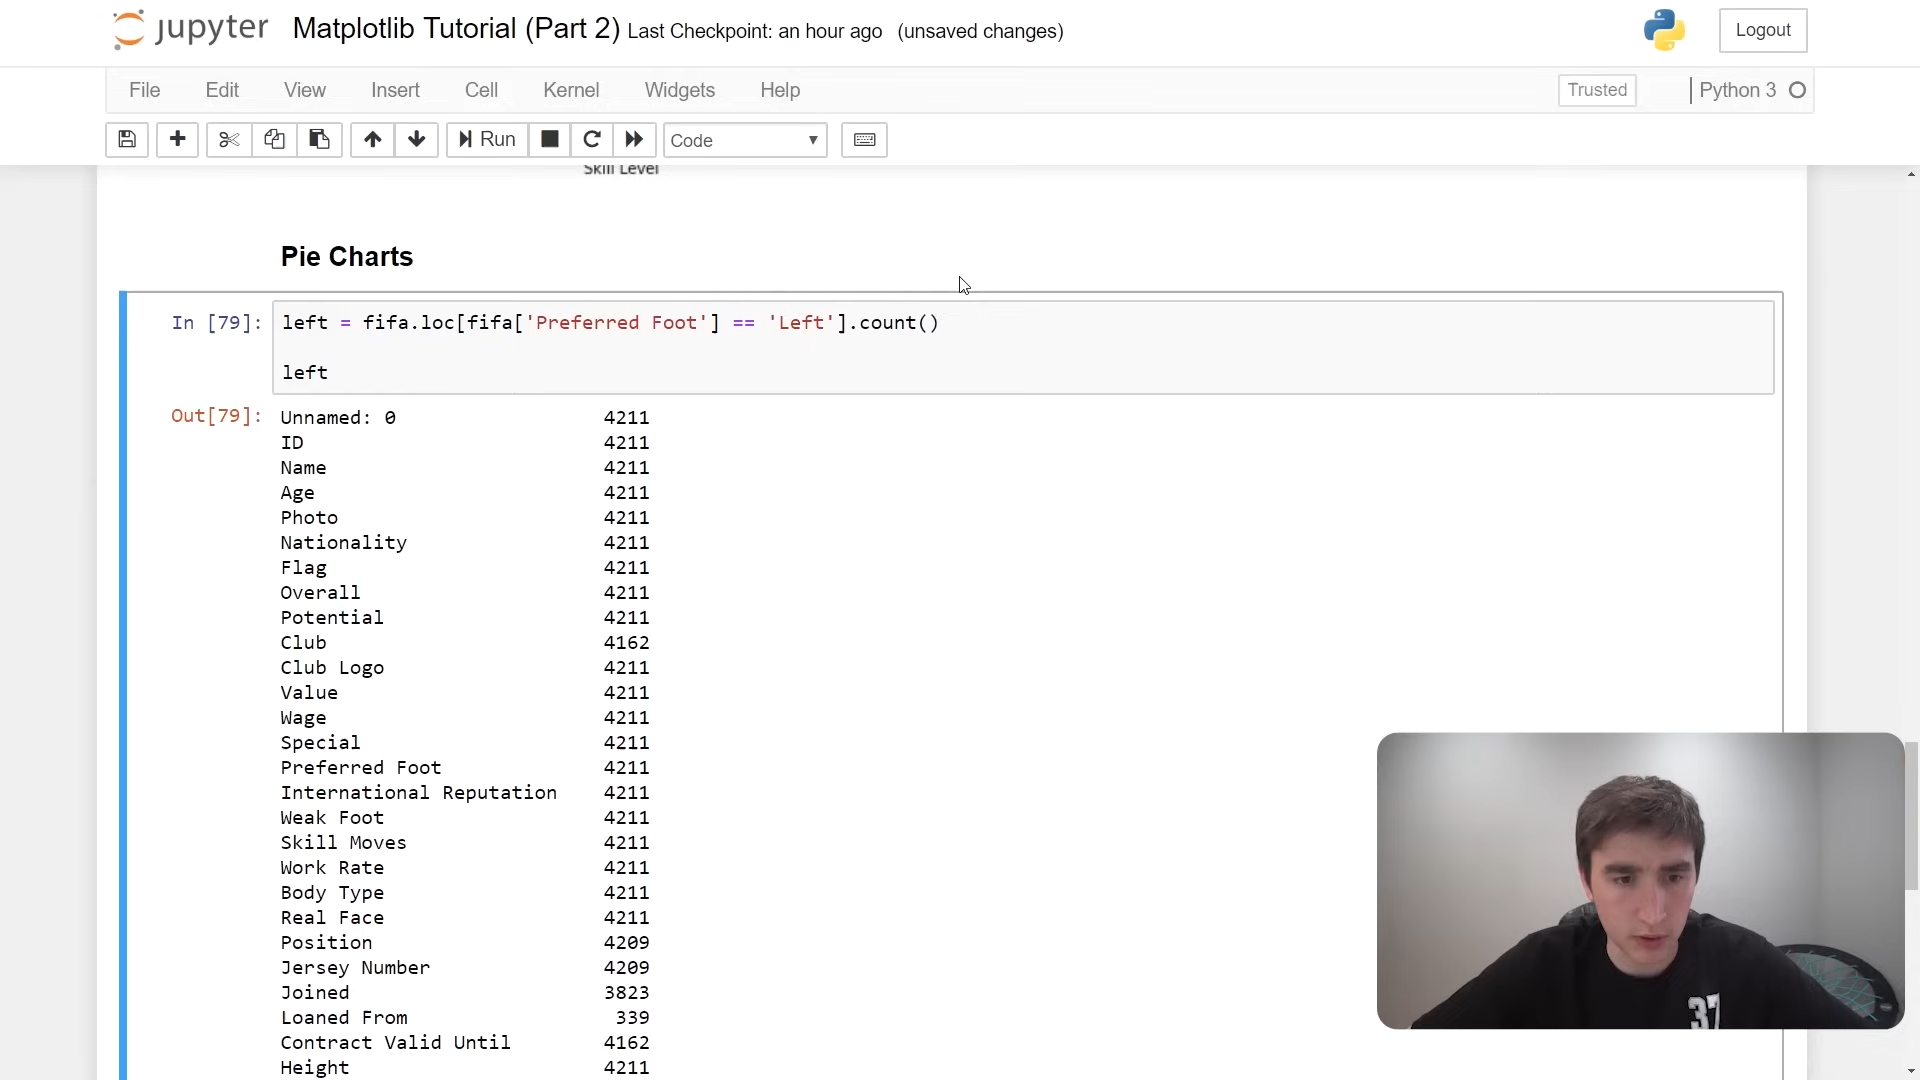 jupyter Matplotlib Tutorial (Part 2) Last Checkpoint: an hour ago (unsaved changes) Logout
File Edit View Insert Cell Kernel Widgets Help Trusted Python 3
Run Code
Skill Level
Pie Charts
In [79]: left = fifa.loc[fifa['Preferred Foot'] == 'Left'].count()
left
Out[79]: Unnamed: 0 4211
ID 4211
Name 4211
Age 4211
Photo 4211
Nationality 4211
Flag 4211
Overall 4211
Potential 4211
Club 4162
Club Logo 4211
Value 4211
Wage 4211
Special 4211
Preferred Foot 4211
International Reputation 4211
Weak Foot 4211
Skill Moves 4211
Work Rate 4211
Body Type 4211
Real Face 4211
Position 4209
Jersey Number 4209
Joined 3823
Loaned From 339
Contract Valid Until 4162
Height 4211
37